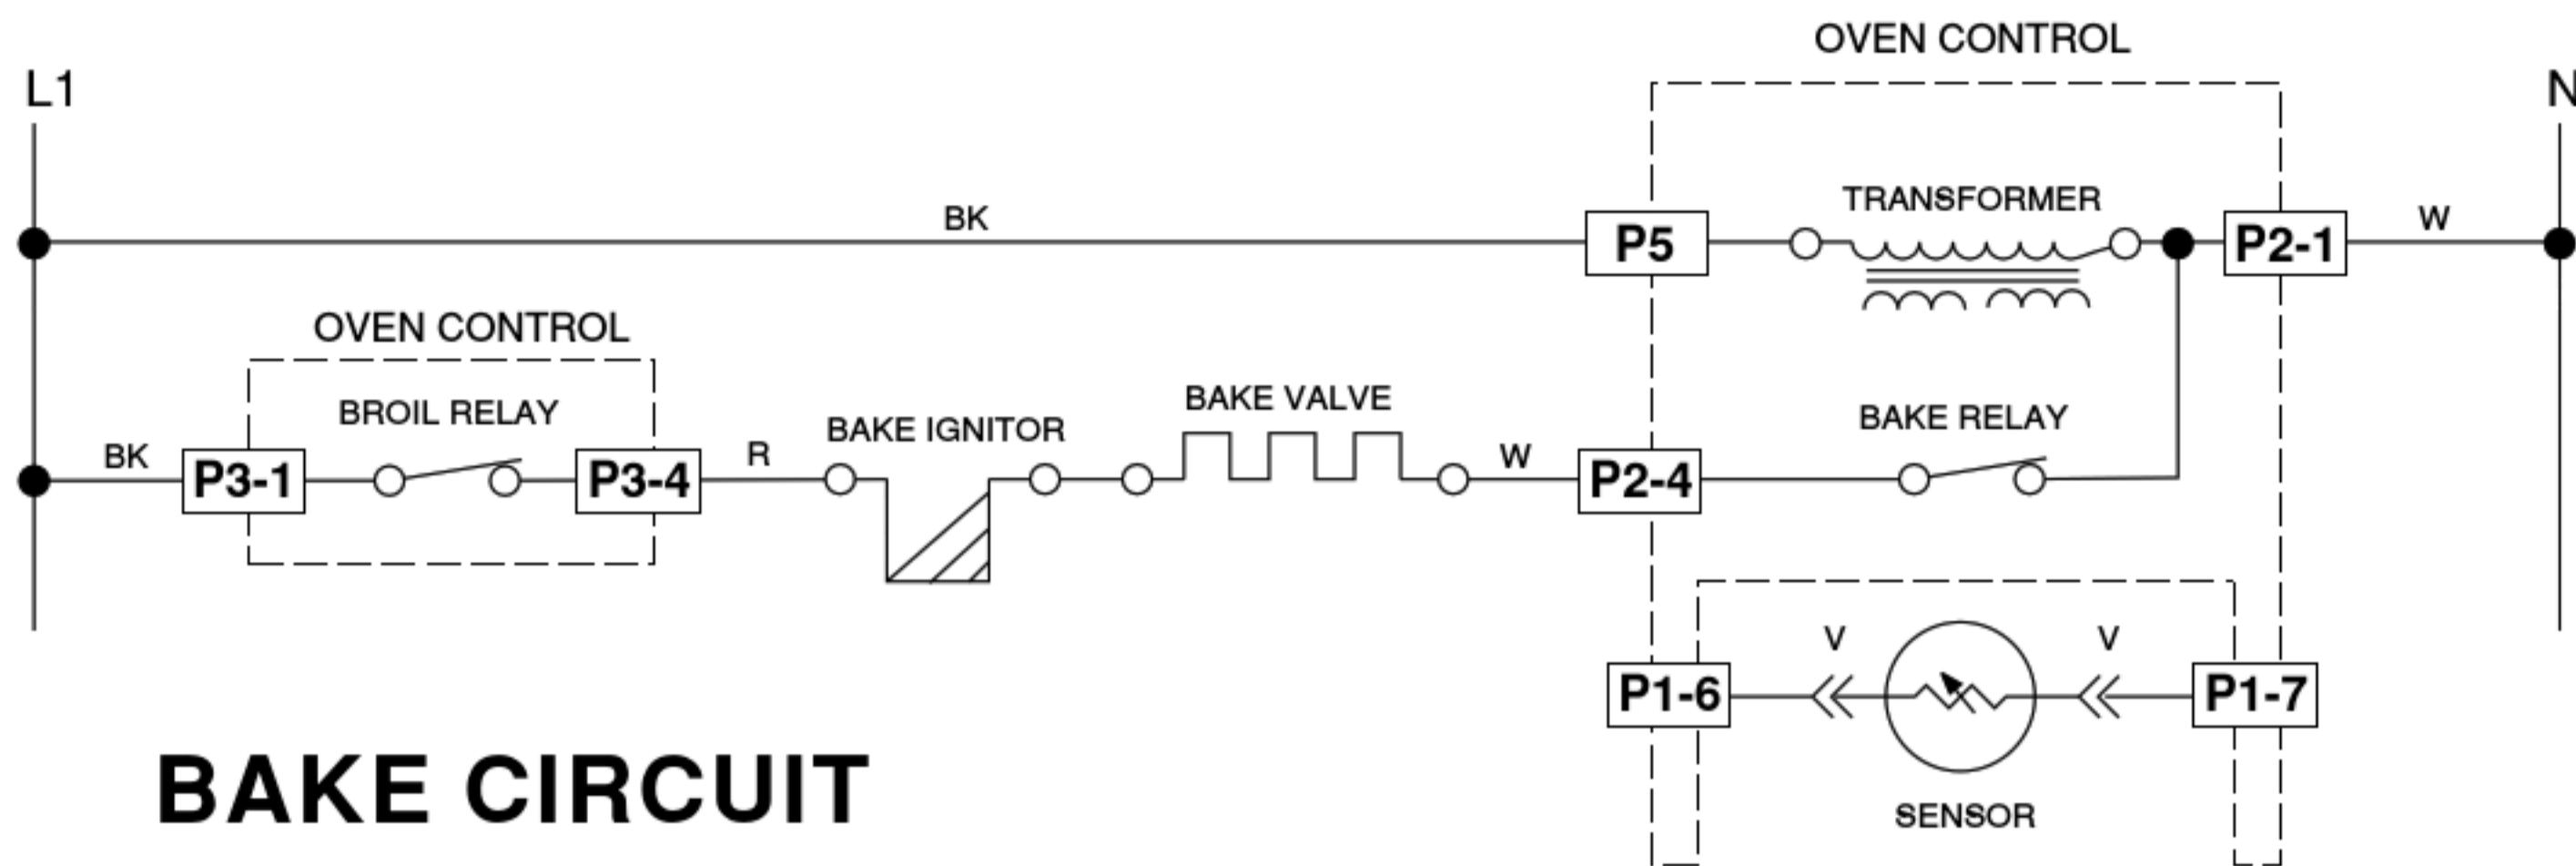 OVEN CONTROL
L1
N
TRANSFORMER
BK
P5
P2-1
W
OVEN CONTROL
BROIL RELAY
BAKE IGNITOR
BAKE VALVE
BAKE RELAY
BK
P3-1
P3-4
R
W
P2-4
V
V
P1-6
P1-7
SENSOR
BAKE CIRCUIT